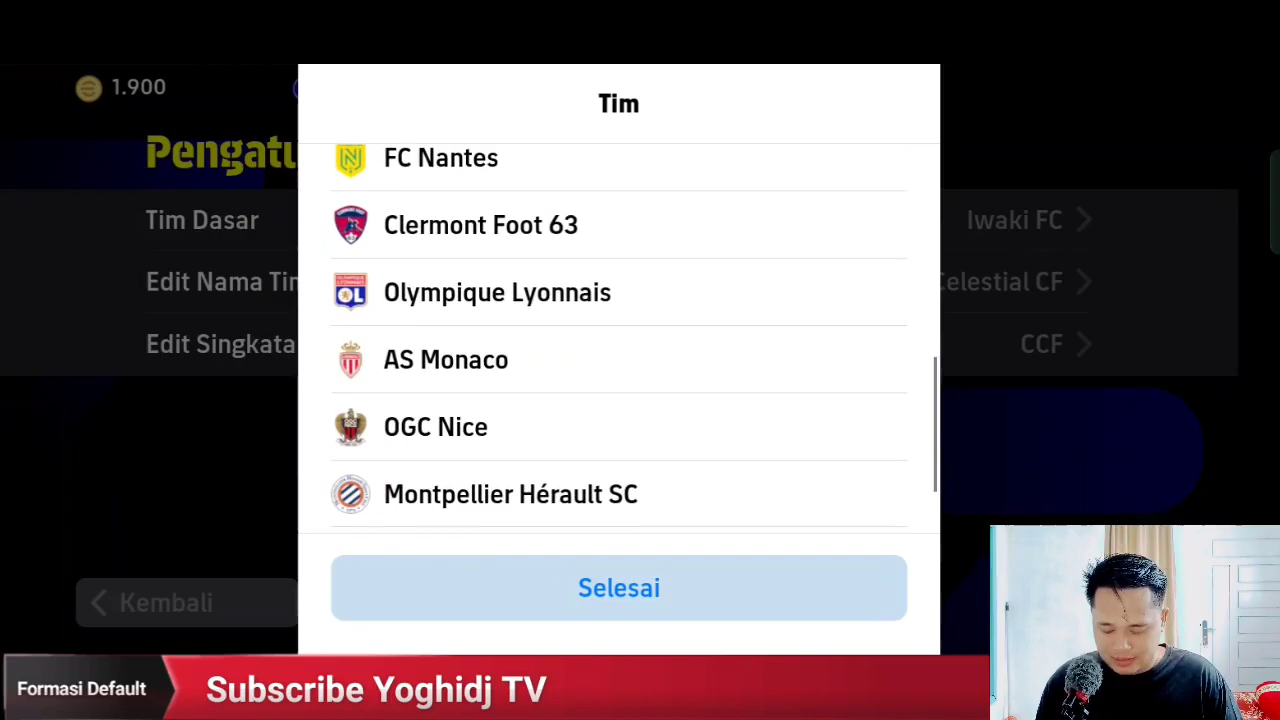 1.900
Tim
Pengatu
FC Nantes
Tim Dasar
Clermont Foot 63
Iwaki FC
Edit Nama Tin
Olympique Lyonnais
Celestial CF
Edit Singkata
AS Monaco
CCF
OGC Nice
Montpellier Hérault SC
Selesai
Kembali
Formasi Default
Subscribe Yoghidj TV